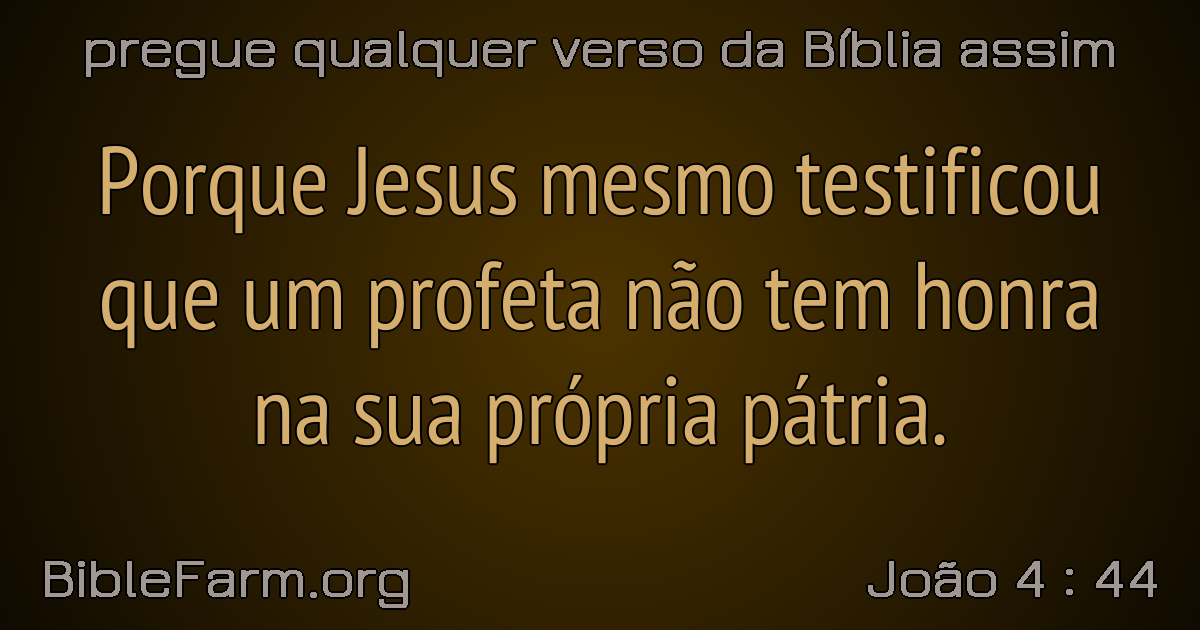 pregue qualquer verso da Bíblia assim
Porque Jesus mesmo testificou
que um profeta não tem honra
na sua própria pátria.
BibleFarm.org
João 4 : 44